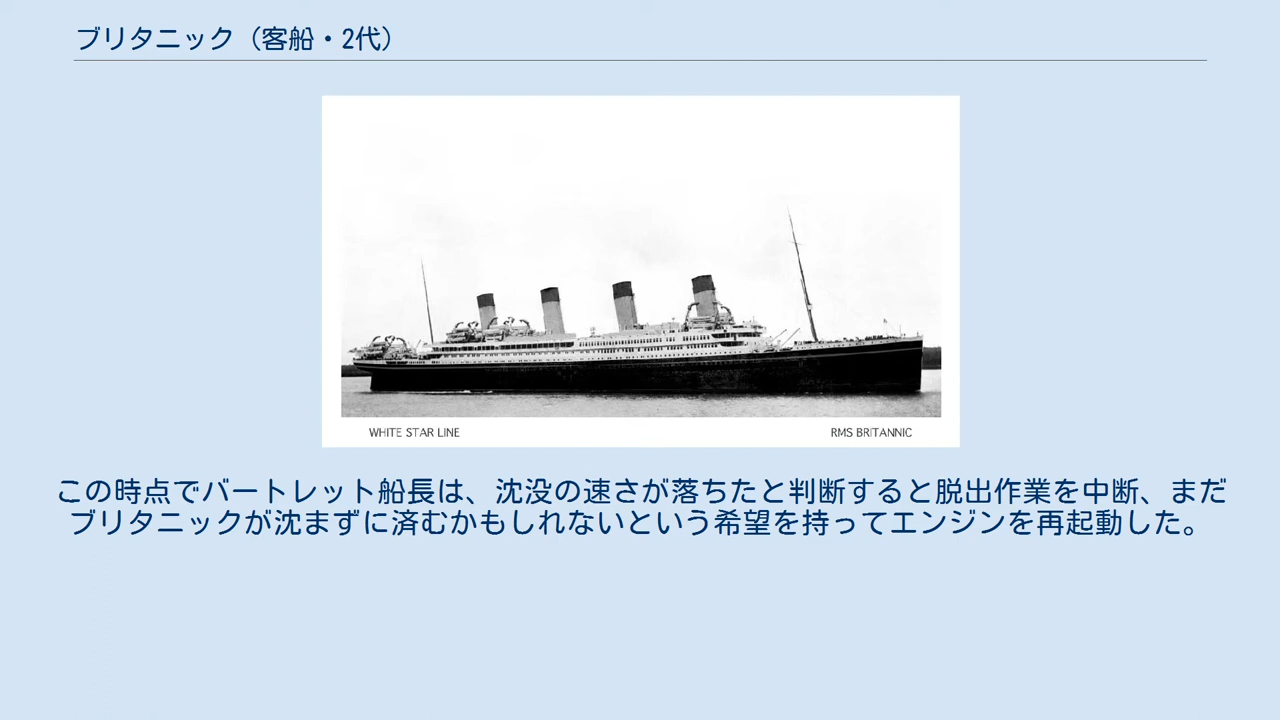 ブリタニック（客船・2代）
WHITE STAR LINE
RMS BRITANNIC
この時点でバートレット船長は、沈没の速さが落ちたと判断すると脱出作業を中断、まだ
ブリタニックが沈まずに済むかもしれないという希望を持ってエンジンを再起動した。